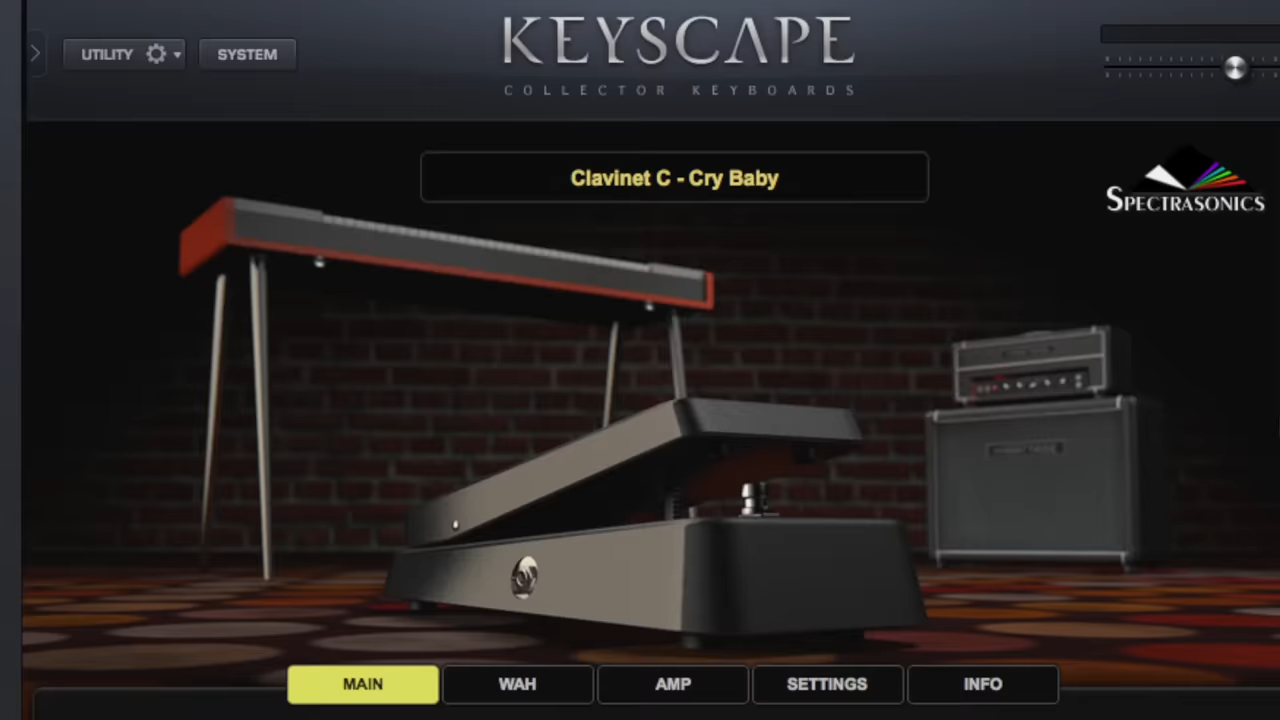 UTILITY
SYSTEM
KEYSCAPE
COLLECTOR KEYBOARDS
Clavinet C - Cry Baby
SPECTRASONICS
MAIN
WAH
AMP
SETTINGS
INFO